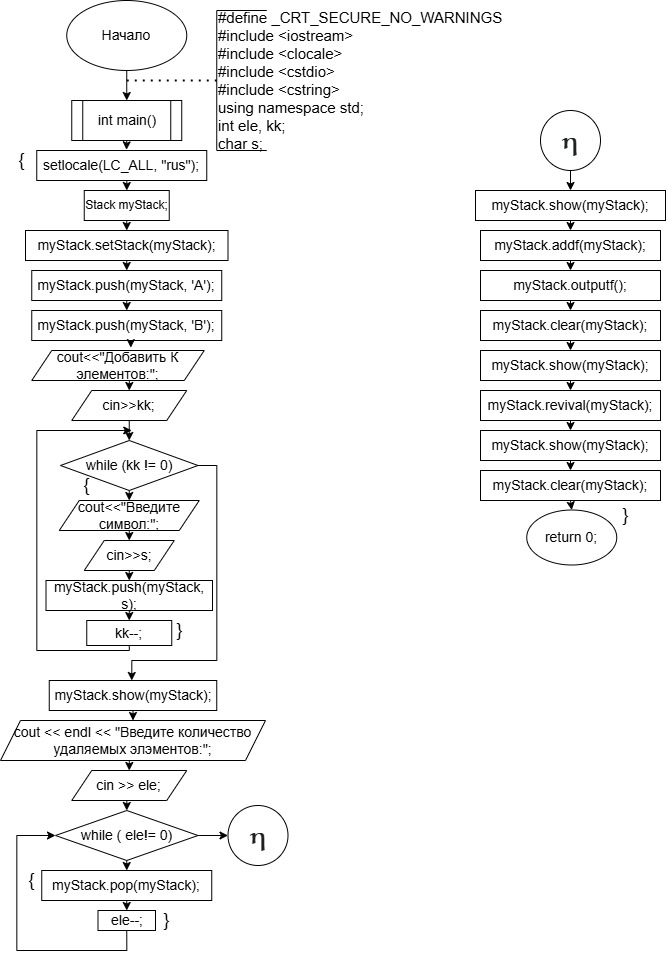 Начало
#define _CRT_SECURE_NO_WARNINGS
#include <iostream>
#include <clocale>
#include <cstdio>
#include <cstring>
using namespace std;
int ele, kk;
char s;
int main()
{
setlocale(LC_ALL, "rus");
Stack myStack;
myStack.setStack(myStack);
myStack.push(myStack, 'A');
myStack.push(myStack, 'B');
cout<<"Добавить К
элементов:";
cin>>kk;
while (kk != 0)
{
cout<<"Введите
символ:";
cin>>s;
myStack.push(myStack,
s);
kk--;
}
myStack.show(myStack);
cout << endl << "Введите количество
удаляемых элэментов:";
cin >> ele;
while ( ele!= 0)
η
{
myStack.pop(myStack);
ele--;
}
η
myStack.show(myStack);
myStack.addf(myStack);
myStack.outputf();
myStack.clear(myStack);
myStack.show(myStack);
myStack.revival(myStack);
myStack.show(myStack);
myStack.clear(myStack);
}
return 0;